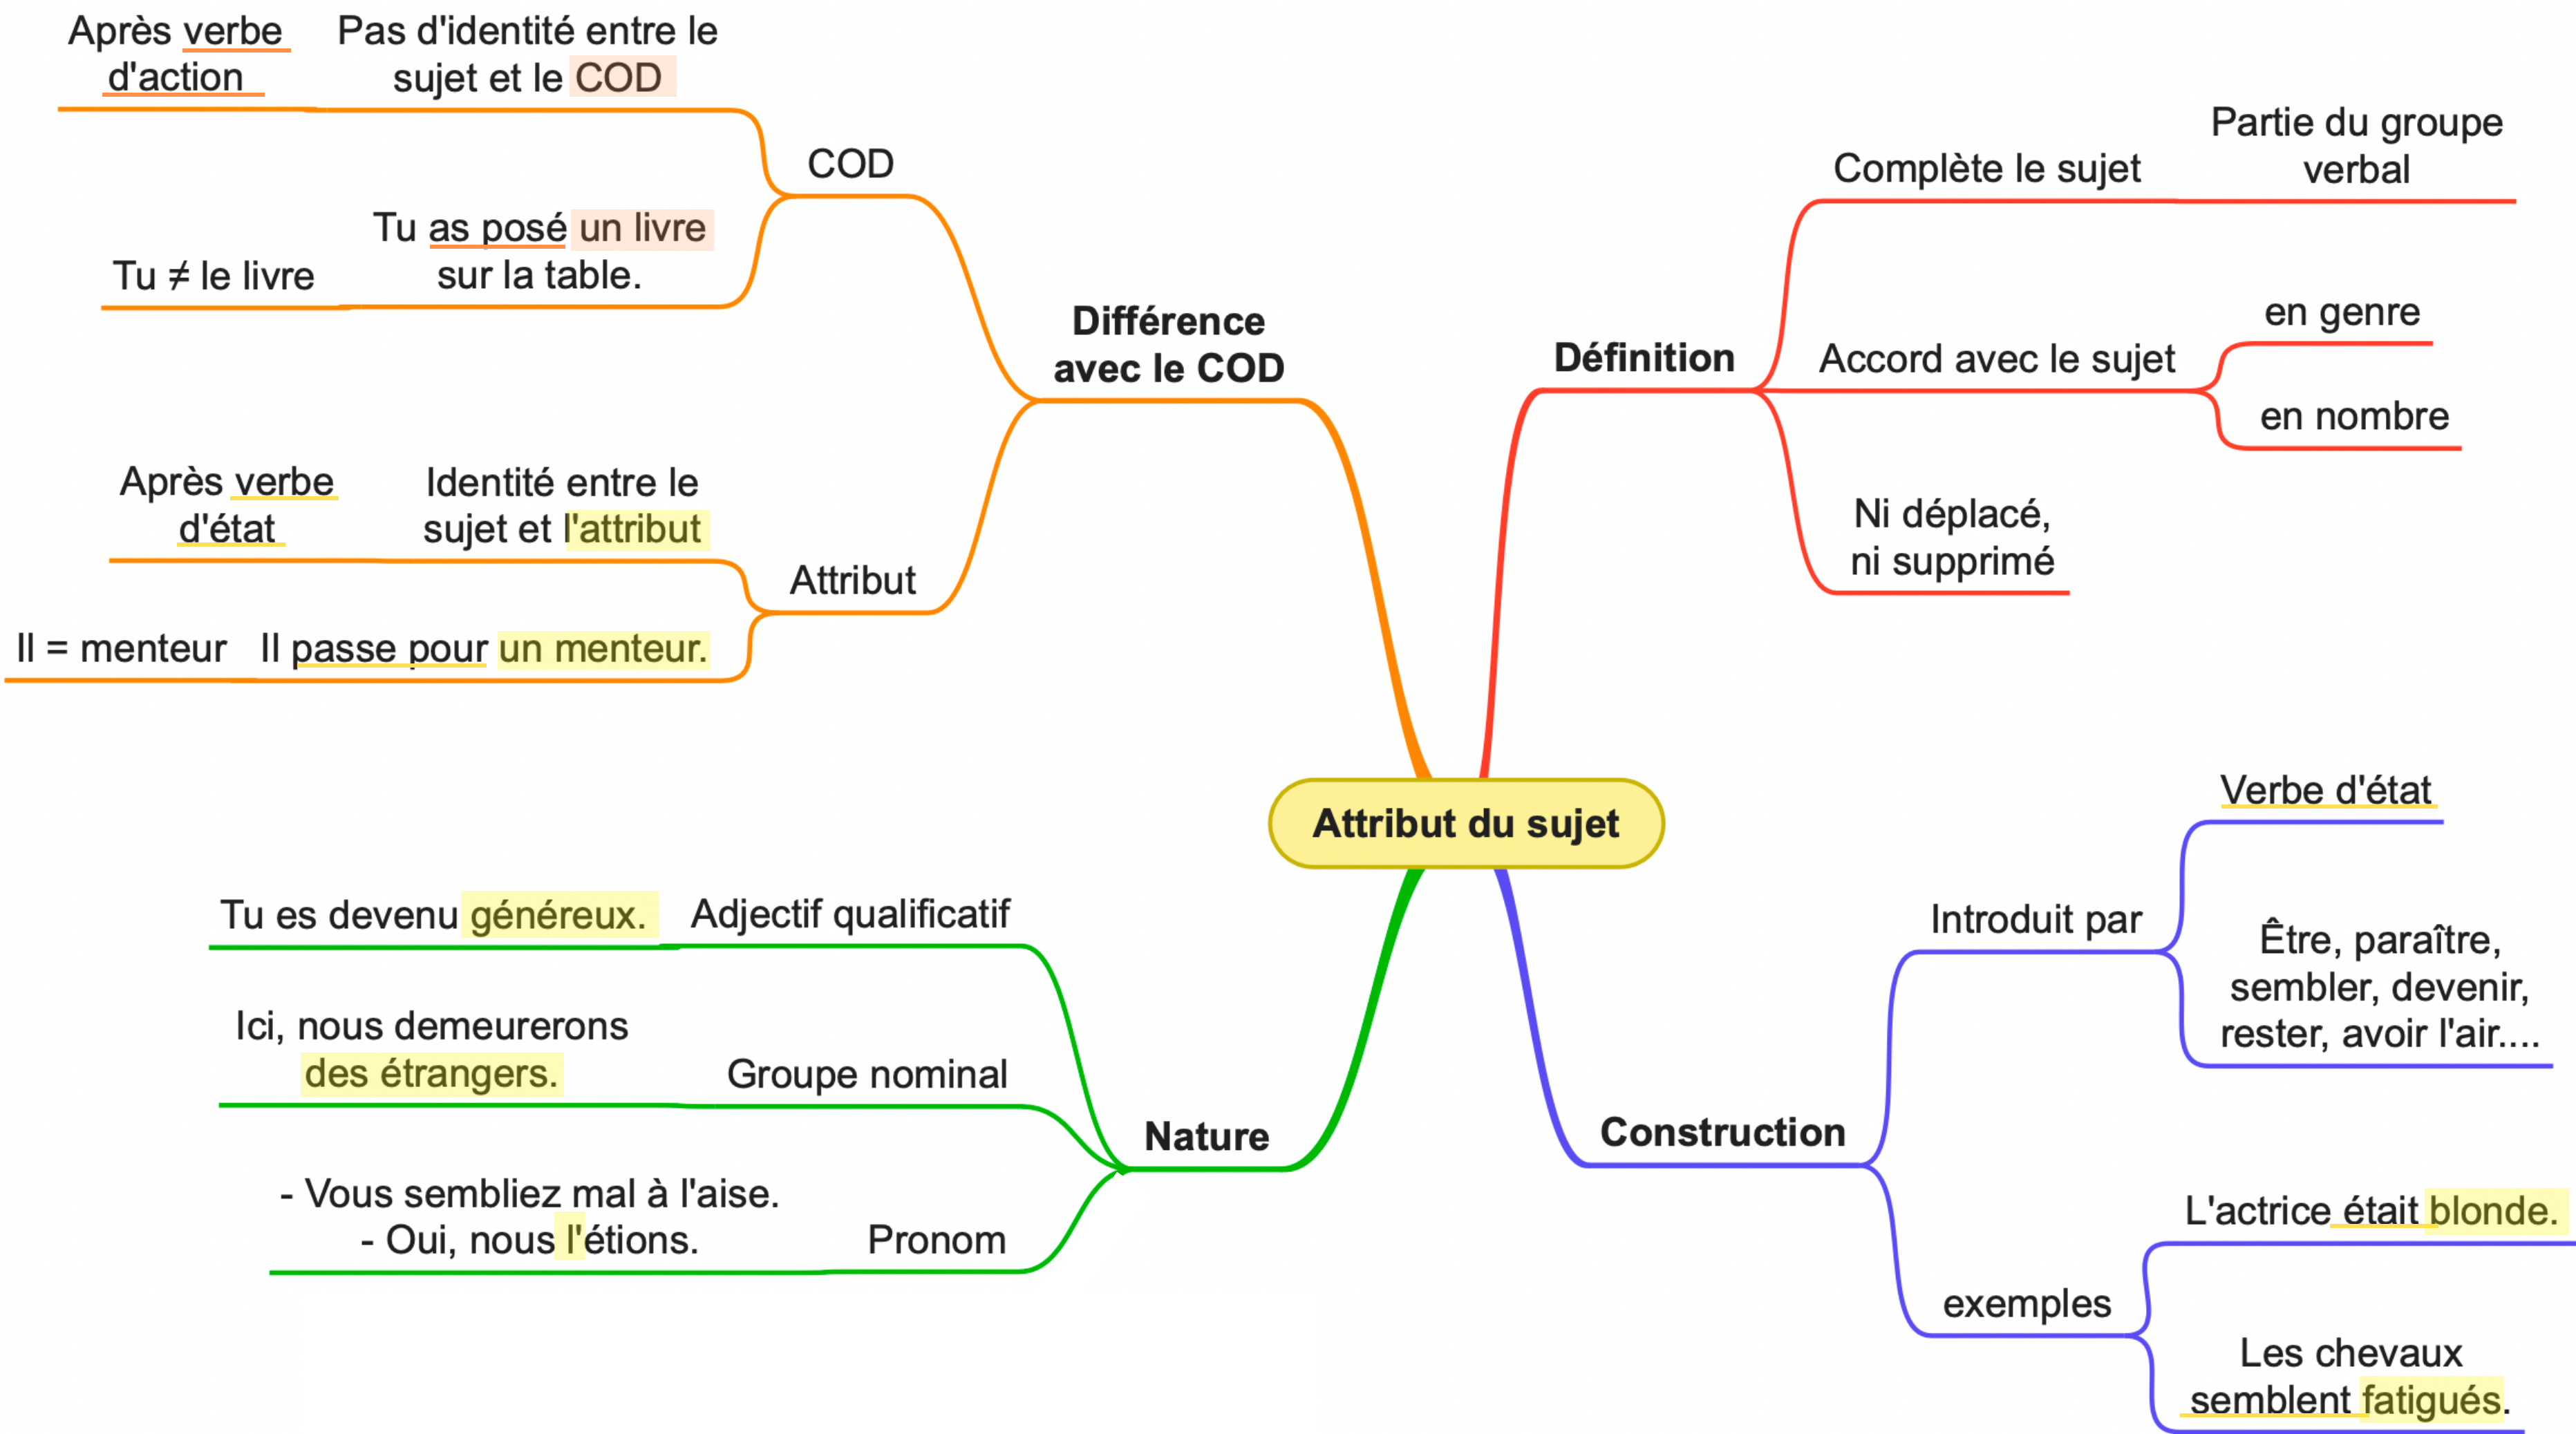 Attribut du sujet
Définition
Complète le sujet
Partie du groupe
verbal
Accord avec le sujet
en genre
en nombre
Ni déplacé,
ni supprimé
Construction
Introduit par
Verbe d'état
Être, paraître,
sembler, devenir,
rester, avoir l'air....
exemples
L'actrice était blonde.
Les chevaux
semblent fatigués.
Différence
avec le COD
COD
Pas d'identité entre le
sujet et le COD
Après verbe
d'action
Tu as posé un livre
sur la table.
Tu ≠ le livre
Attribut
Identité entre le
sujet et l'attribut
Après verbe
d'état
Il passe pour un menteur.
Il = menteur
Nature
Adjectif qualificatif
Tu es devenu généreux.
Groupe nominal
Ici, nous demeurerons
des étrangers.
Pronom
- Vous sembliez mal à l'aise.
- Oui, nous l'étions.